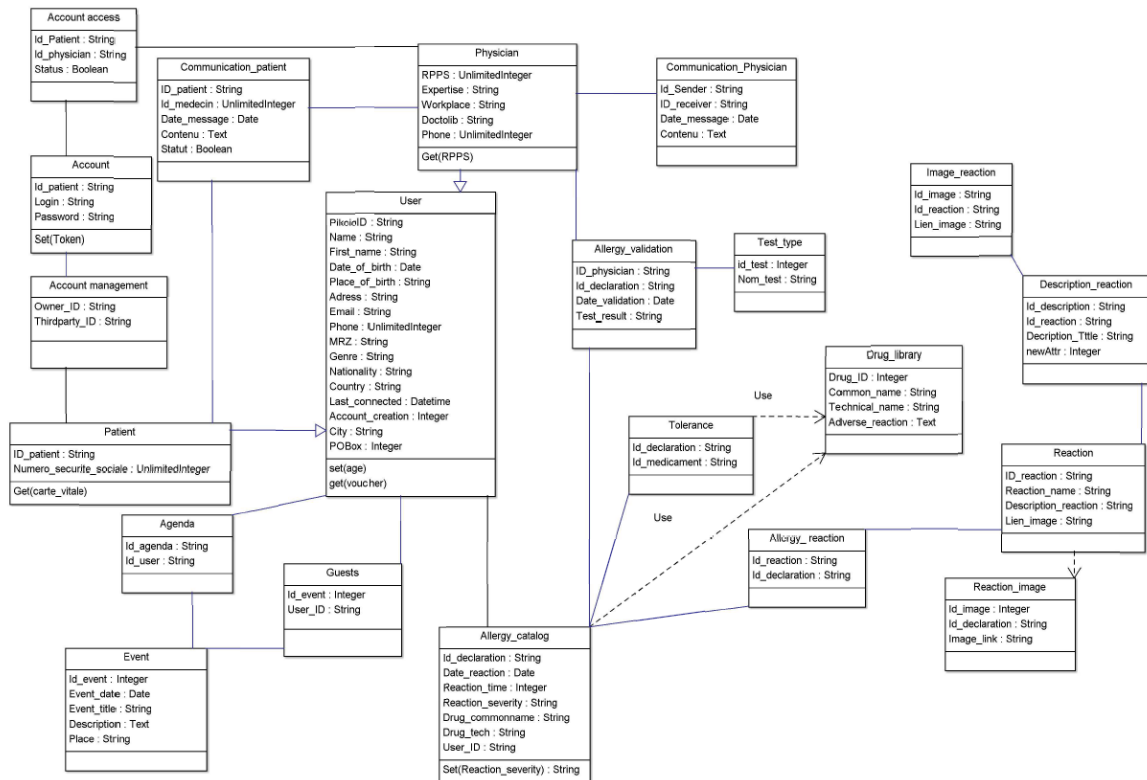 Account access
Id_Patient : String
Id_physician : String
Status : Boolean
Communication_patient
ID_patient : String
Id_medecin : UnlimitedInteger
Date_message : Date
Contenu : Text
Statut : Boolean
Physician
RPPS : UnlimitedInteger
Expertise : String
Workplace : String
Doctolib : String
Phone : UnlimitedInteger
Get(RPPS)
Communication_Physician
Id_Sender : String
ID_receiver : String
Date_message : Date
Contenu : Text
Account
Id_patient : String
Login : String
Password : String
Set(Token)
Account management
Owner_ID : String
Thirdparty_ID : String
User
PikcioID : String
Name : String
First_name : String
Date_of_birth : Date
Place_of_birth : String
Adress : String
Email : String
Phone : UnlimitedInteger
MRZ : String
Genre : String
Nationality : String
Country : String
Last_connected : Datetime
Account_creation : Integer
City : String
POBox : Integer
set(age)
get(voucher)
Allergy_validation
ID_physician : String
Id_declaration : String
Date_validation : Date
Test_result : String
Test_type
id_test : Integer
Nom_test : String
Image_reaction
Id_image : String
Id_reaction : String
Lien_image : String
Description_reaction
Id_description : String
Id_reaction : String
Decription_Tttle : String
newAttr : Integer
Drug_library
Drug_ID : Integer
Common_name : String
Technical_name : String
Adverse_reaction : Text
Use
Tolerance
Id_declaration : String
Id_medicament : String
Use
Patient
ID_patient : String
Numero_securite_sociale : UnlimitedInteger
Get(carte_vitale)
Reaction
ID_reaction : String
Reaction_name : String
Description_reaction : String
Lien_image : String
Agenda
Id_agenda : String
Id_user : String
Guests
Id_event : Integer
User_ID : String
Allergy_ reaction
Id_reaction : String
Id_declaration : String
Reaction_image
Id_image : Integer
Id_declaration : String
Image_link : String
Event
Id_event : Integer
Event_date : Date
Event_title : String
Description : Text
Place : String
Allergy_catalog
Id_declaration : String
Date_reaction : Date
Reaction_time : Integer
Reaction_severity : String
Drug_commonname : String
Drug_tech : String
User_ID : String
Set(Reaction_severity) : String